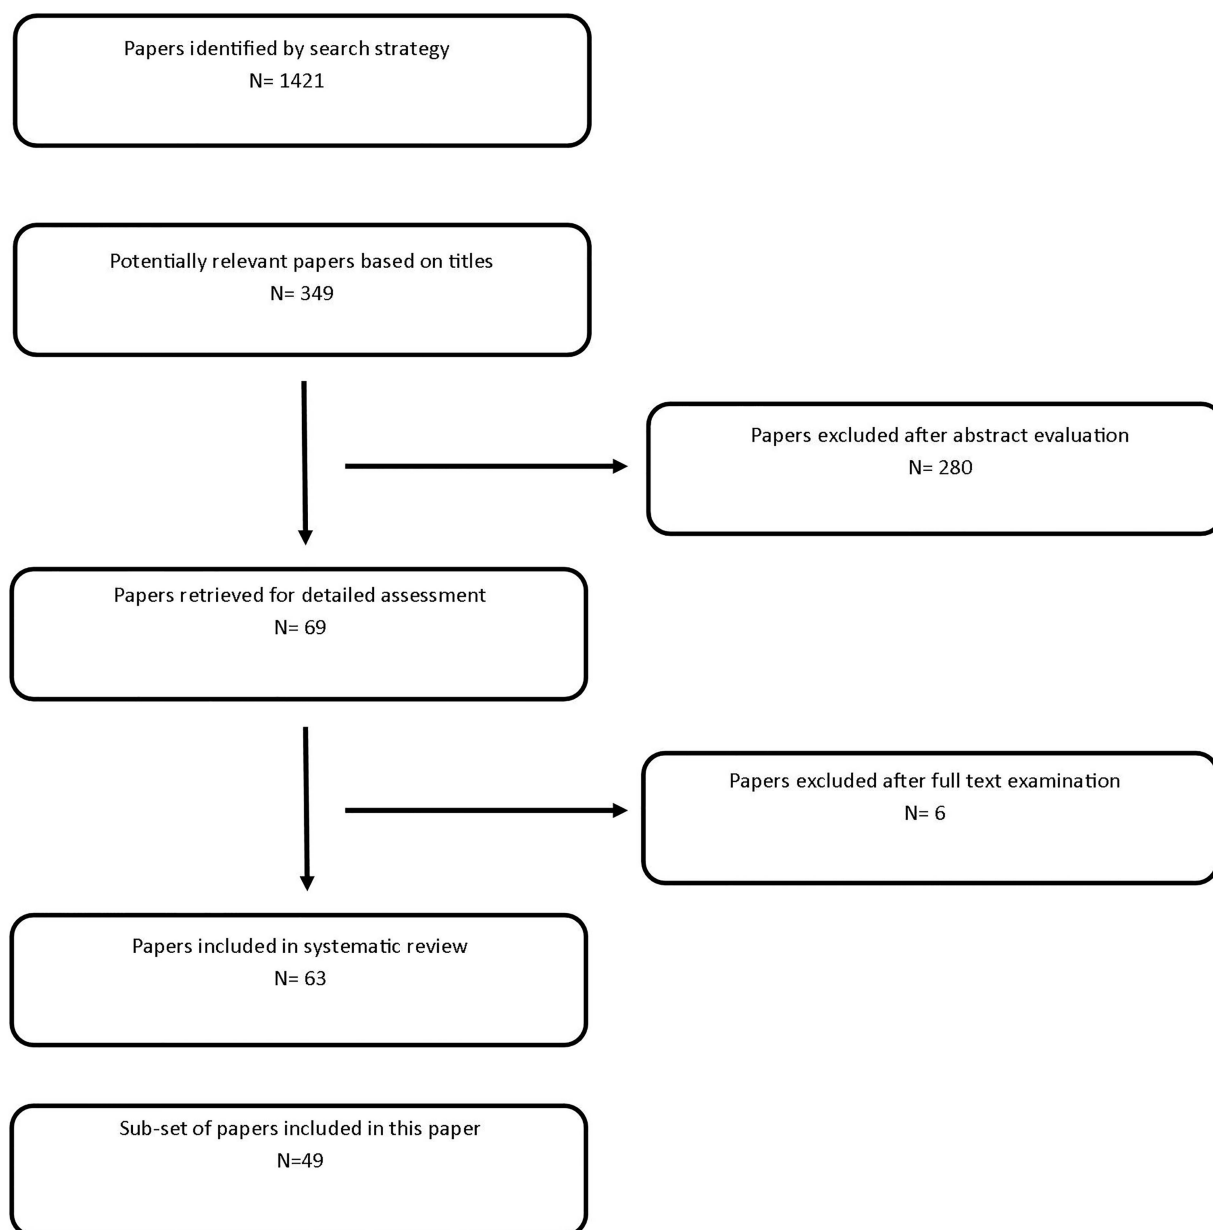 Papers identified by search strategy
N= 1421
Potentially relevant papers based on titles
N= 349
Papers excluded after abstract evaluation
N= 280
Papers retrieved for detailed assessment
N= 69
Papers excluded after full text examination
N= 6
Papers included in systematic review
N= 63
Sub-set of papers included in this paper
N=49